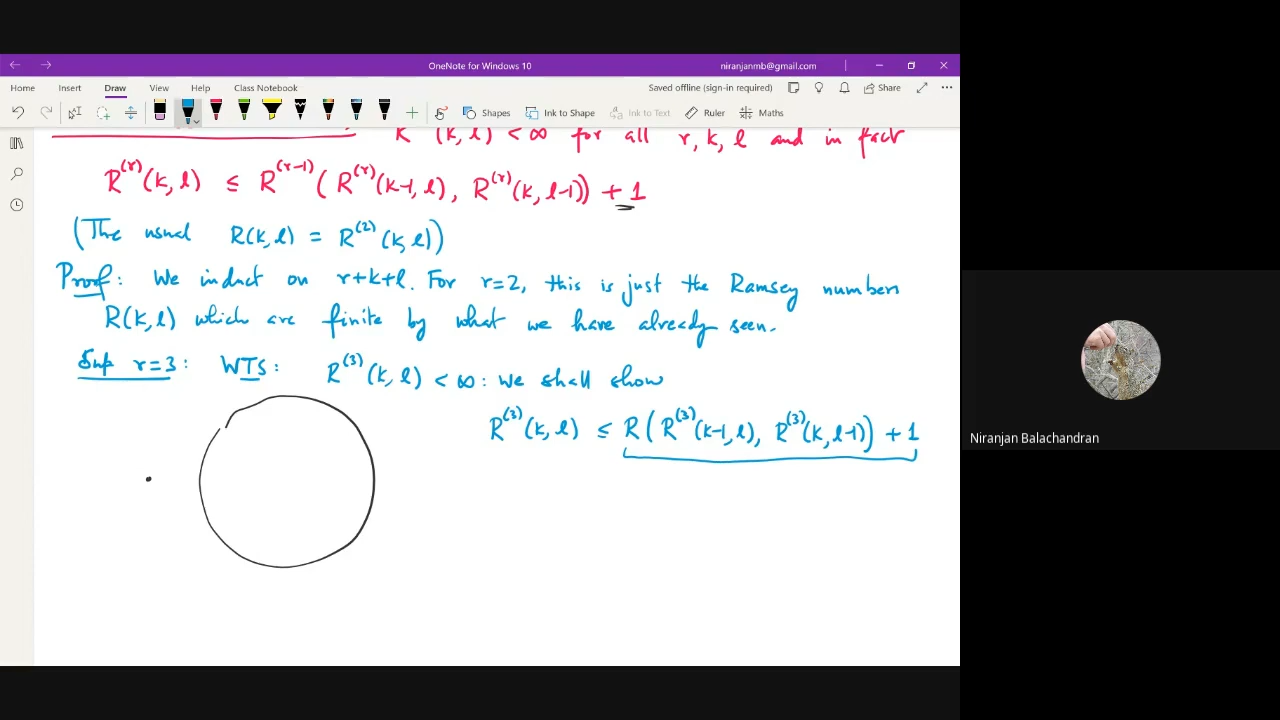 OneNote for Windows 10
niranjanmb@gmail.com
Home Insert Draw View Help Class Notebook
Saved offline (sign-in required) Share
Shapes Ink to Shape Ink to Text Ruler Maths
(k, l) < ∞ for all r, k, l and in fact
R^(r)(k, l) ≤ R^(r-1)( R^(r)(k-1, l), R^(r)(k, l-1)) + 1
(The usual R(k, l) = R^(2)(k, l))
Proof: We induct on r+k+l. For r=2, this is just the Ramsey numbers
R(k, l) which are finite by what we have already seen.
Sup r=3: WTS: R^(3)(k, l) < ∞: we shall show
R^(3)(k, l) ≤ R( R^(3)(k-1, l), R^(3)(k, l-1)) + 1
Niranjan Balachandran